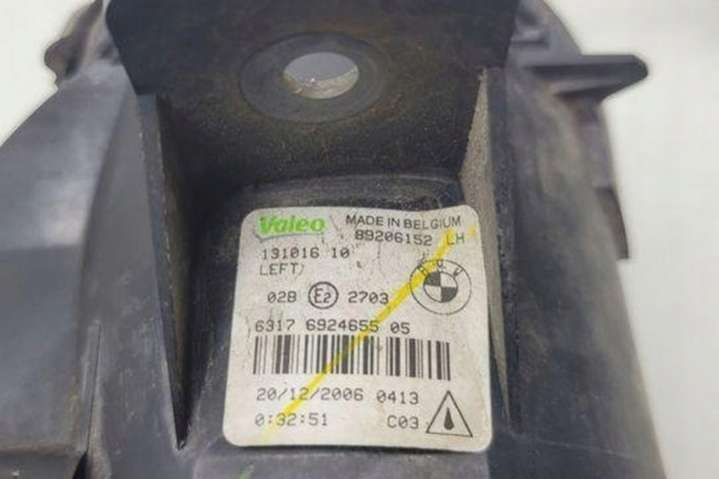 Valeo MADE IN BELGIUM
89206152 LH
131016 10
LEFT/
BMW
02B E2 2703
6317 6924655 05
20/12/2006 0413
0:32:51 C03